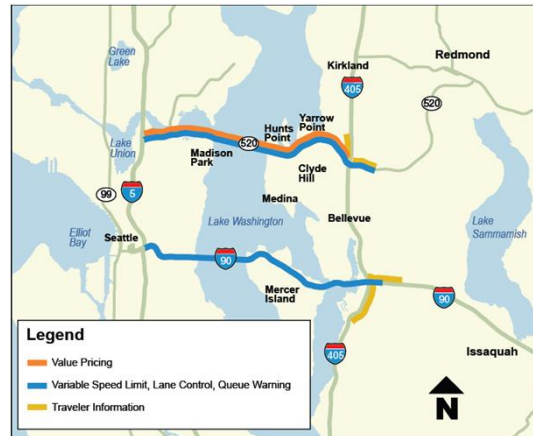 Green
Lake
Redmond
Kirkland
405
520
Lake
Union
Hunts
Point
Yarrow
Point
520
Madison
Park
Clyde
Hill
99
5
Medina
Bellevue
Elliot
Bay
Seattle
Lake Washington
Lake
Sammamish
90
Mercer
Island
90
Legend
Value Pricing
Variable Speed Limit, Lane Control, Queue Warning
Traveler Information
405
Issaquah
N